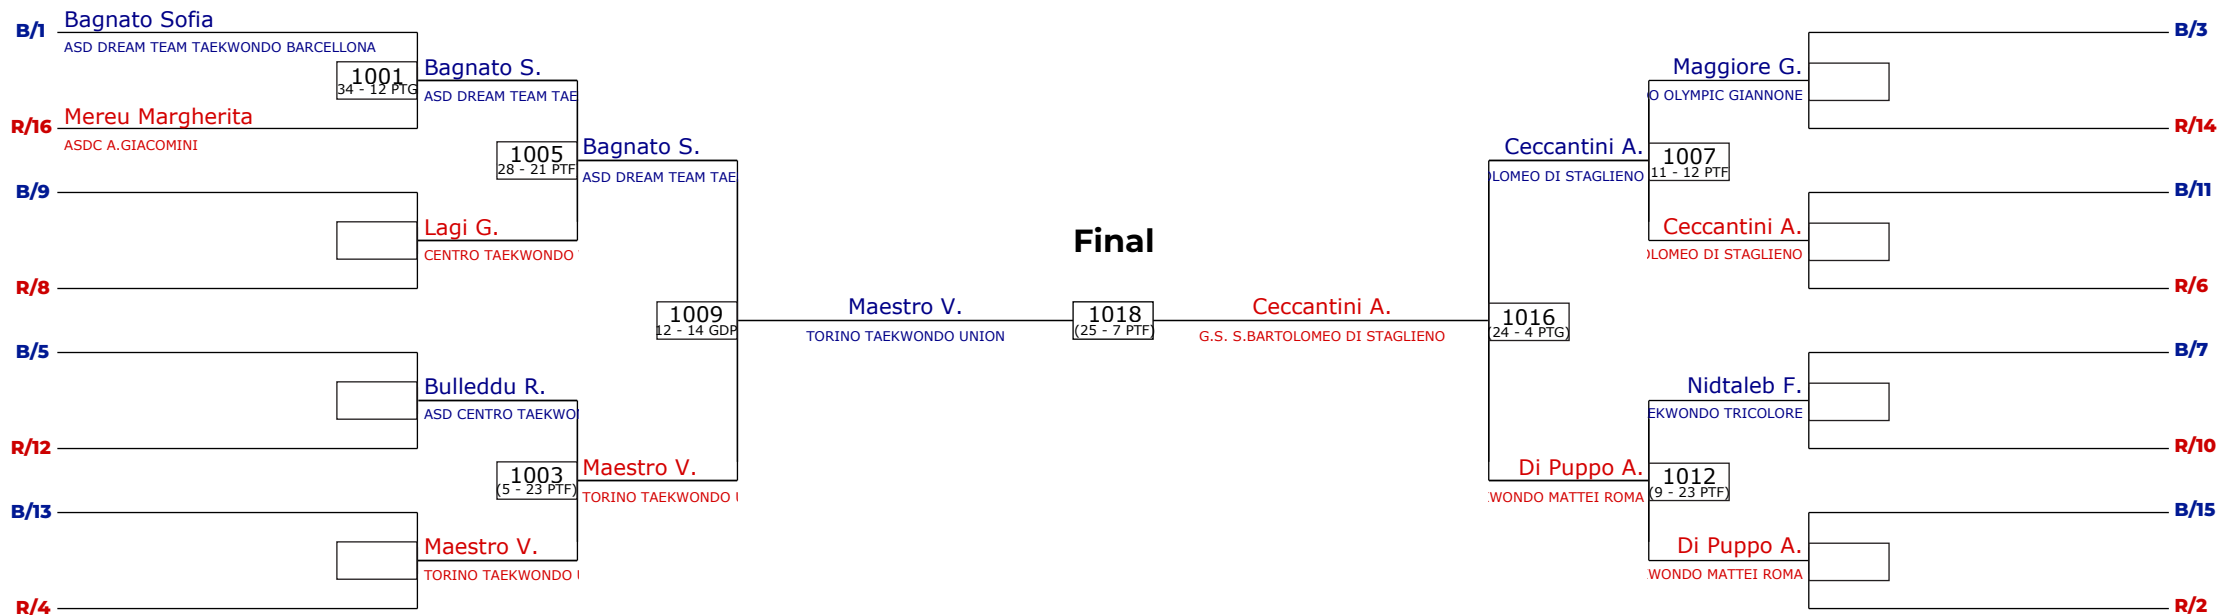 B/1
Bagnato Sofia
ASD DREAM TEAM TAEKWONDO BARCELLONA
1001
34 - 12 PTG
R/16
Mereu Margherita
ASDC A.GIACOMINI
Bagnato S.
ASD DREAM TEAM TAE
1005
28 - 21 PTF
B/9
R/8
Lagi G.
CENTRO TAEKWONDO
Bagnato S.
ASD DREAM TEAM TAE
1009
12 - 14 GDP
B/5
R/12
Bulleddu R.
ASD CENTRO TAEKWO
1003
(5 - 23 PTF)
B/13
R/4
Maestro V.
TORINO TAEKWONDO
Maestro V.
TORINO TAEKWONDO
Final
Maestro V.
TORINO TAEKWONDO UNION
1018
(25 - 7 PTF)
Ceccantini A.
G.S. S.BARTOLOMEO DI STAGLIENO
1016
(24 - 4 PTG)
Ceccantini A.
LOMEO DI STAGLIENO
1007
11 - 12 PTF
Maggiore G.
O OLYMPIC GIANNONE
B/3
R/14
Ceccantini A.
LOMEO DI STAGLIENO
B/11
R/6
Di Puppo A.
WONDO MATTEI ROMA
1012
(9 - 23 PTF)
Nidtaleb F.
EKWONDO TRICOLORE
B/7
R/10
Di Puppo A.
WONDO MATTEI ROMA
B/15
R/2